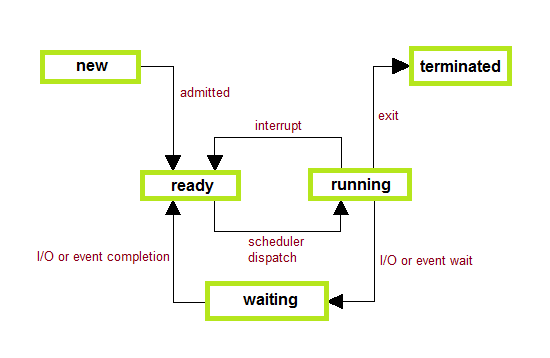 new
terminated
admitted
exit
interrupt
ready
running
scheduler
dispatch
I/O or event completion
I/O or event wait
waiting